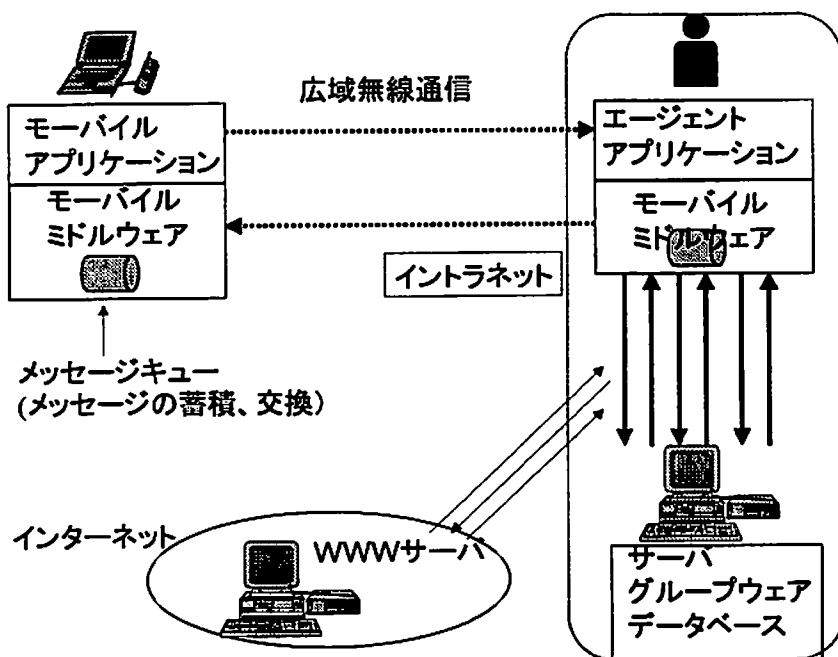 広域無線通信
モーバイル
アプリケーション
モーバイル
ミドルウェア
エージェント
アプリケーション
モーバイル
ミドルウェア
イントラネット
メッセージキュー
(メッセージの蓄積、交換)
インターネット
WWWサーバ
サーバ
グループウェア
データベース